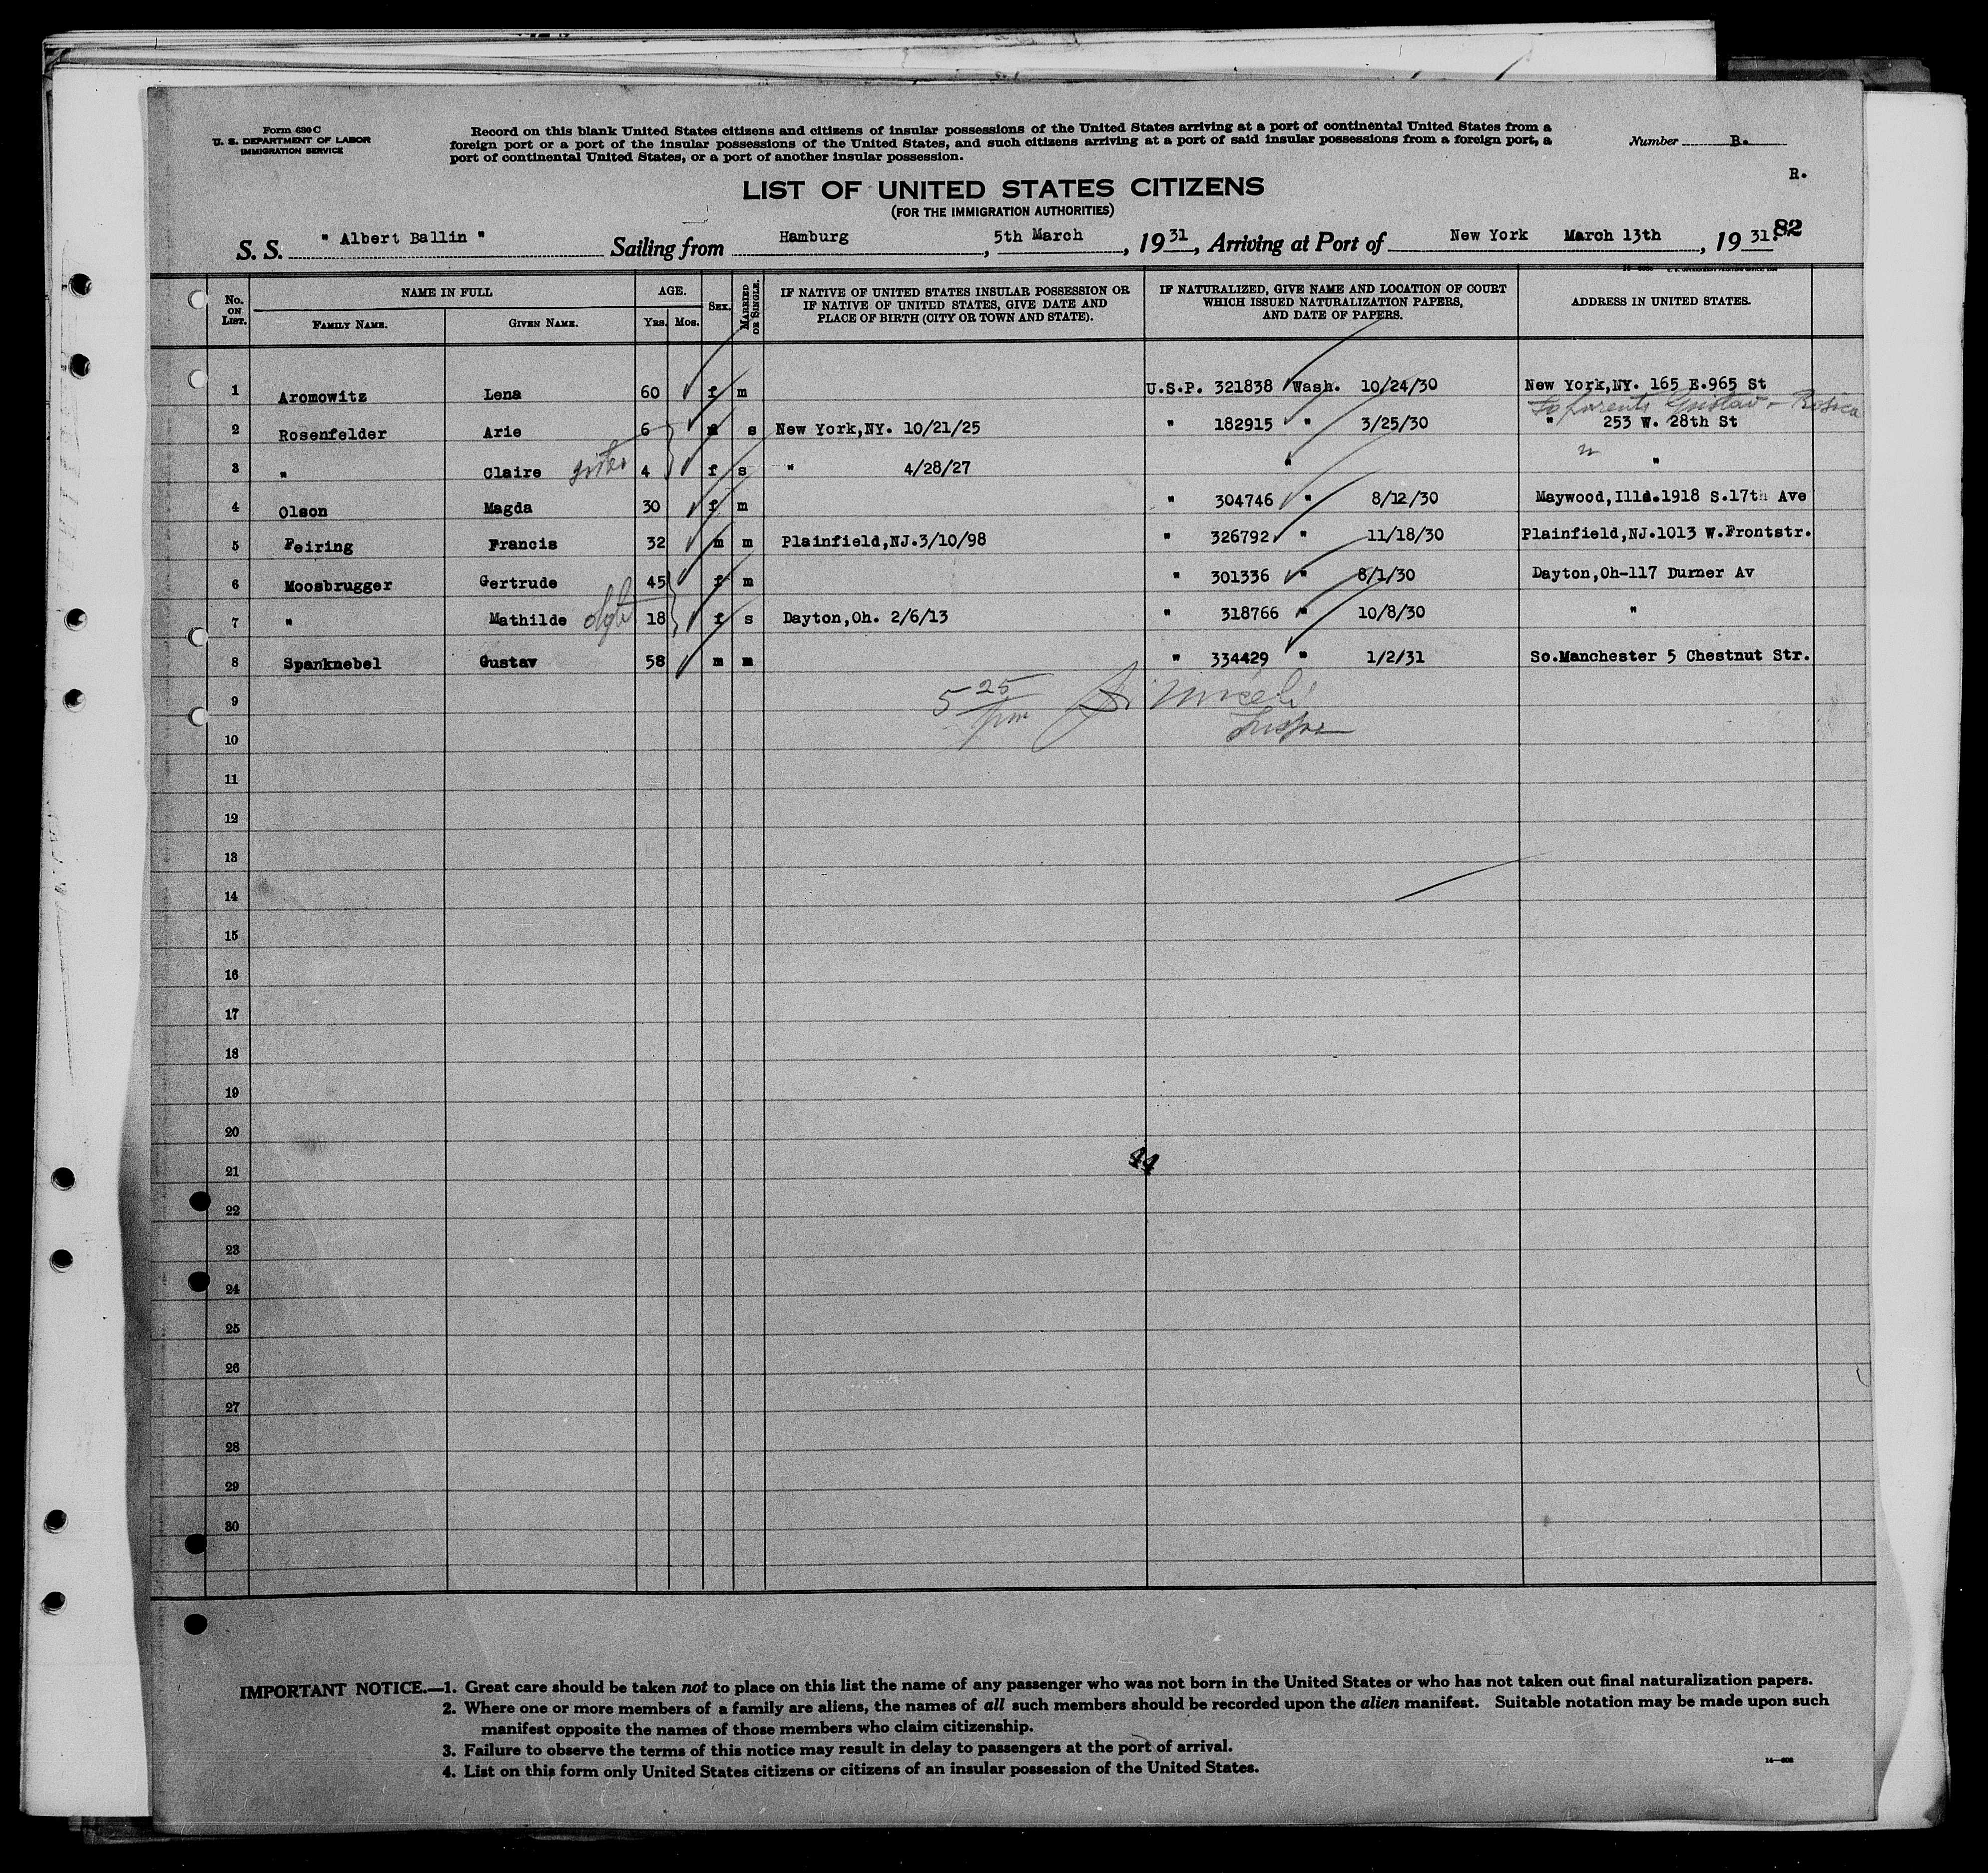 Form 630 C
U. S. DEPARTMENT OF LABOR
IMMIGRATION SERVICE
Record on this blank United States citizens and citizens of insular possessions of the United States arriving at a port of continental United States from a
foreign port or a port of the insular possessions of the United States, and such citizens arriving at a port of said insular possessions from a foreign port, a
port of continental United States, or a port of another insular possession.
Number B.
R.
LIST OF UNITED STATES CITIZENS
(FOR THE IMMIGRATION AUTHORITIES)
S. S. " Albert Ballin " Sailing from Hamburg, 5th March, 19 31, Arriving at Port of New York March 13th, 19 31. 82
No. ON LIST. NAME IN FULL AGE. SEX. MARRIED OR SINGLE. IF NATIVE OF UNITED STATES INSULAR POSSESSION OR IF NATIVE OF UNITED STATES, GIVE DATE AND PLACE OF BIRTH (CITY OR TOWN AND STATE). IF NATURALIZED, GIVE NAME AND LOCATION OF COURT WHICH ISSUED NATURALIZATION PAPERS, AND DATE OF PAPERS. ADDRESS IN UNITED STATES.
FAMILY NAME. GIVEN NAME. YRS. MOS.
1 Aromowitz Lena 60 f m U.S.P. 321838 Wash. 10/24/30 New York,NY. 165 E.965 St
To parents Gustav
2 Rosenfelder Arie 6 s New York,NY. 10/21/25 " 182915 " 3/25/30 " 253 W. 28th St
3 " Claire sister 4 f s " 4/28/27 " "
4 Olson Magda 30 f m " 304746 " 8/12/30 Maywood,Illd.1918 S.17th Ave
5 Feiring Francis 32 m m Plainfield,NJ.3/10/98 " 326792 " 11/18/30 Plainfield,NJ.1013 W.Frontstr.
6 Moosbrugger Gertrude 45 f m " 301336 " 8/1/30 Dayton,Oh-117 Durner Av
7 " Mathilde 18 f s Dayton,Oh. 2/6/13 " 318766 " 10/8/30 "
8 Spanknebel Gustav 58 m m " 334429 " 1/2/31 So.Manchester 5 Chestnut Str.
5 25 pm
9
10
11
12
13
14
15
16
17
18
19
20
44
21
22
23
24
25
26
27
28
29
30
IMPORTANT NOTICE.—1. Great care should be taken not to place on this list the name of any passenger who was not born in the United States or who has not taken out final naturalization papers.
2. Where one or more members of a family are aliens, the names of all such members should be recorded upon the alien manifest. Suitable notation may be made upon such
manifest opposite the names of those members who claim citizenship.
3. Failure to observe the terms of this notice may result in delay to passengers at the port of arrival.
4. List on this form only United States citizens or citizens of an insular possession of the United States.